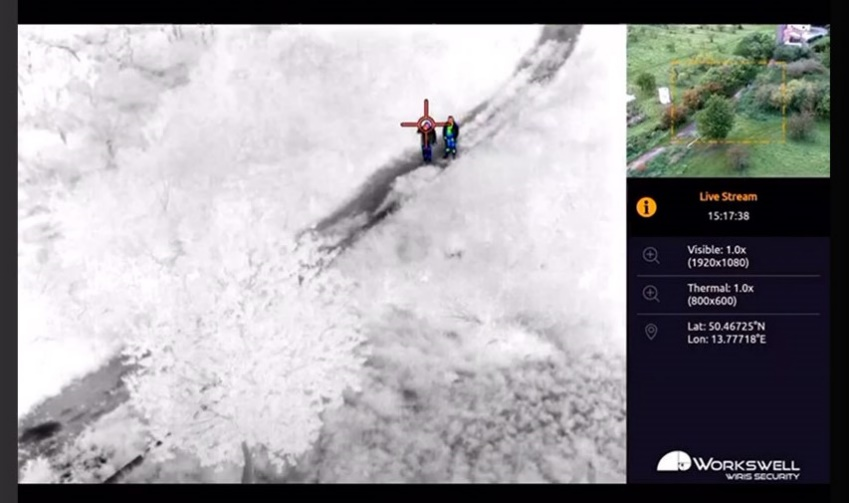 Live Stream
15:17:38
Visible: 1.0x
(1920x1080)
Thermal: 1.0x
(800x600)
Lat: 50.46725°N
Lon: 13.77718°E
WORKSWELL
WIRIS SECURITY